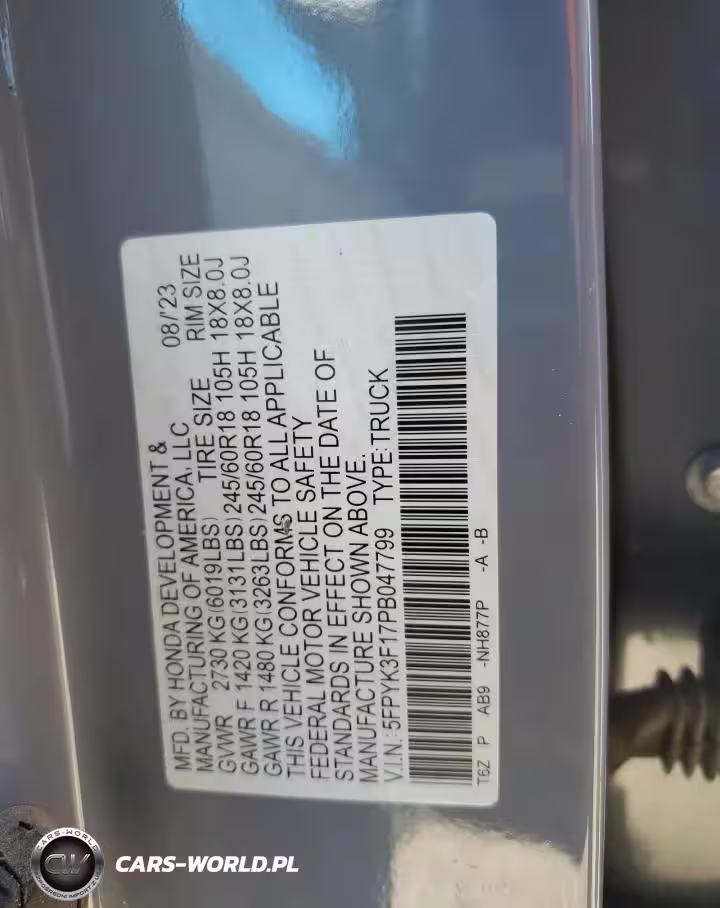 MFD. BY HONDA DEVELOPMENT &
MANUFACTURING OF AMERICA, LLC 08/'23
GVWR 2730 KG(6019LBS) TIRE SIZE RIM SIZE
GAWR F 1420 KG(3131LBS) 245/60R18 105H 18X8.0J
GAWR R 1480 KG(3263LBS) 245/60R18 105H 18X8.0J
THIS VEHICLE CONFORMS TO ALL APPLICABLE
FEDERAL MOTOR VEHICLE SAFETY
STANDARDS IN EFFECT ON THE DATE OF
MANUFACTURE SHOWN ABOVE.
V.I.N.: 5FPYK3F17PB047799 TYPE:TRUCK
T6Z P AB9 -NH877P -A -B
CARS-WORLD
CW
CARS-WORLD.PL